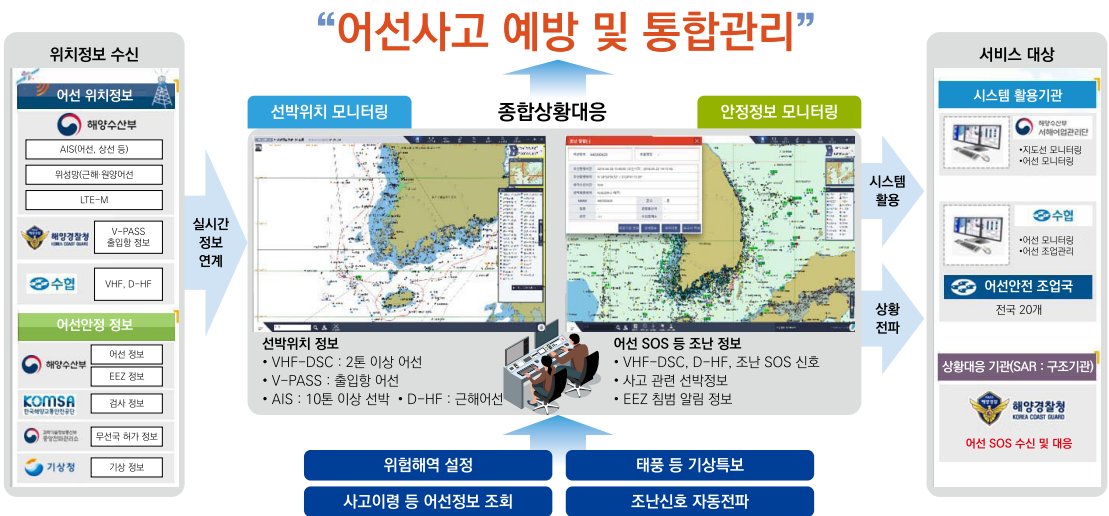 “어선사고 예방 및 통합관리”
위치정보 수신
어선 위치정보
해양수산부
AIS(어선, 상선 등)
위성망(근해·원양어선
LTE-M
해양경찰청
KOREA COAST GUARD
V-PASS
출입항 정보
수협
VHF, D-HF
어선안정 정보
해양수산부
어선 정보
EEZ 정보
KOMSA
한국해양교통안전공단
검사 정보
과학기술정보통신부
중앙전파관리소
무선국 허가 정보
기상청
기상 정보
실시간
정보
연계
선박위치 모니터링
종합상황대응
안정정보 모니터링
선박위치 정보
• VHF-DSC : 2톤 이상 어선
• V-PASS : 출입항 어선
• AIS : 10톤 이상 선박 • D-HF : 근해어선
어선 SOS 등 조난 정보
• VHF-DSC, D-HF, 조난 SOS 신호
• 사고 관련 선박정보
• EEZ 침범 알림 정보
위험해역 설정
태풍 등 기상특보
사고이령 등 어선정보 조회
조난신호 자동전파
시스템
활용
상황
전파
서비스 대상
시스템 활용기관
해양수산부
서해어업관리단
•지도선 모니터링
•어선 모니터링
수협
•어선 모니터링
•어선 조업관리
어선안전 조업국
전국 20개
상황대응 기관(SAR : 구조기관)
해양경찰청
KOREA COAST GUARD
어선 SOS 수신 및 대응